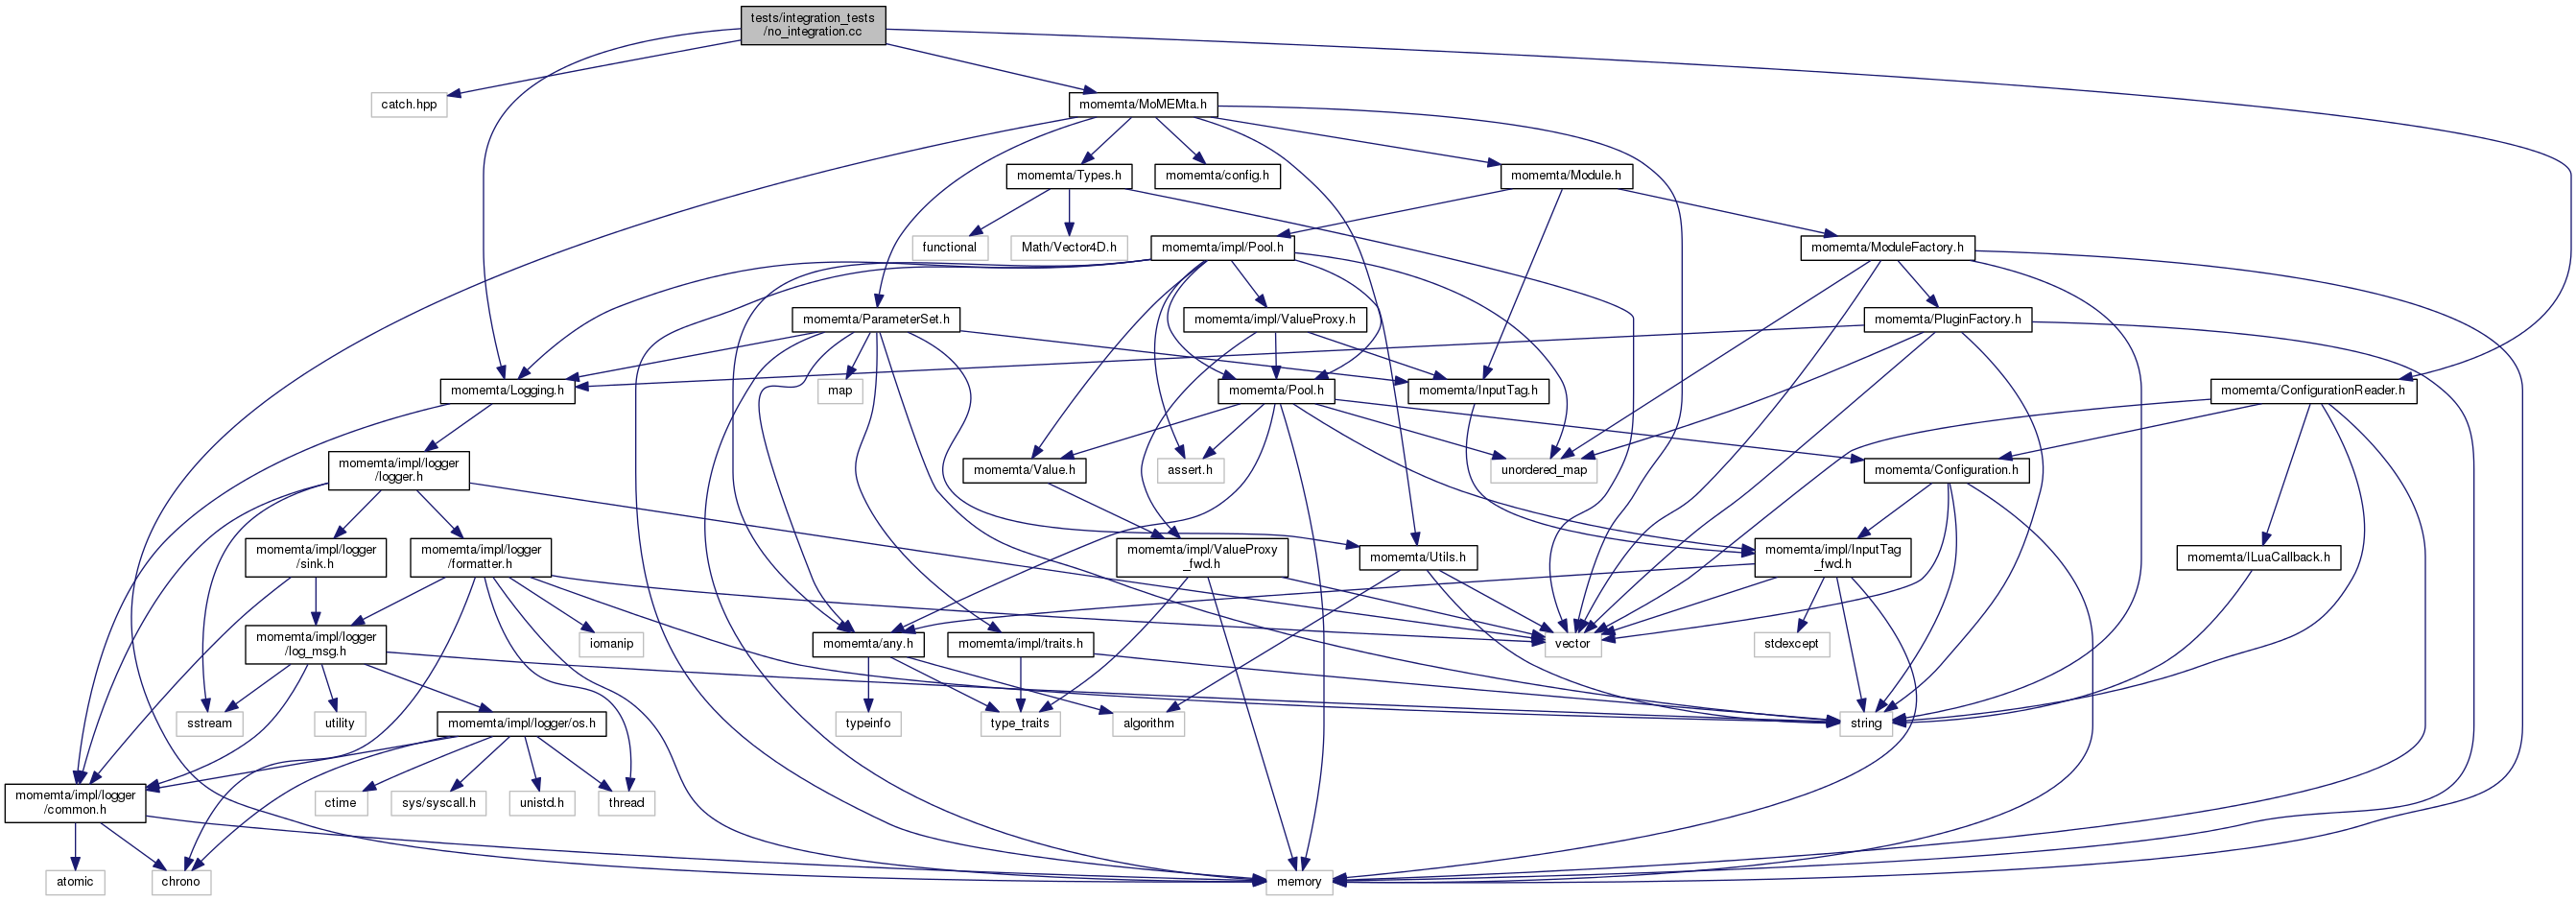 tests/integration_tests
/no_integration.cc
catch.hpp
momemta/MoMEMta.h
momemta/Types.h
momemta/config.h
momemta/Module.h
functional
Math/Vector4D.h
momemta/impl/Pool.h
momemta/ModuleFactory.h
momemta/ParameterSet.h
momemta/impl/ValueProxy.h
momemta/PluginFactory.h
momemta/Logging.h
map
momemta/Pool.h
momemta/InputTag.h
momemta/ConfigurationReader.h
momemta/impl/logger
/logger.h
momemta/Value.h
assert.h
unordered_map
momemta/Configuration.h
momemta/impl/logger
/sink.h
momemta/impl/logger
/formatter.h
momemta/impl/ValueProxy
_fwd.h
momemta/Utils.h
momemta/impl/InputTag
_fwd.h
momemta/ILuaCallback.h
momemta/impl/logger
/log_msg.h
iomanip
momemta/any.h
momemta/impl/traits.h
vector
stdexcept
sstream
utility
momemta/impl/logger/os.h
typeinfo
type_traits
algorithm
string
momemta/impl/logger
/common.h
ctime
sys/syscall.h
unistd.h
thread
atomic
chrono
memory